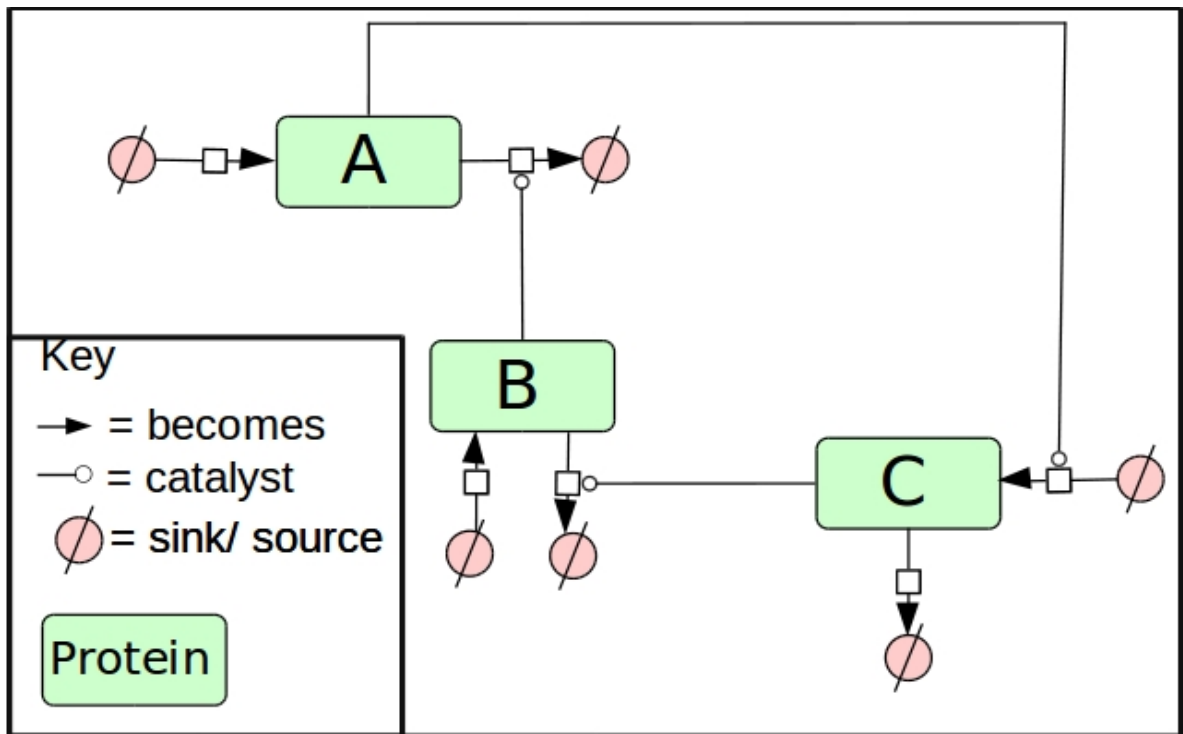 A
B
C
Key
= becomes
= catalyst
= sink/ source
Protein